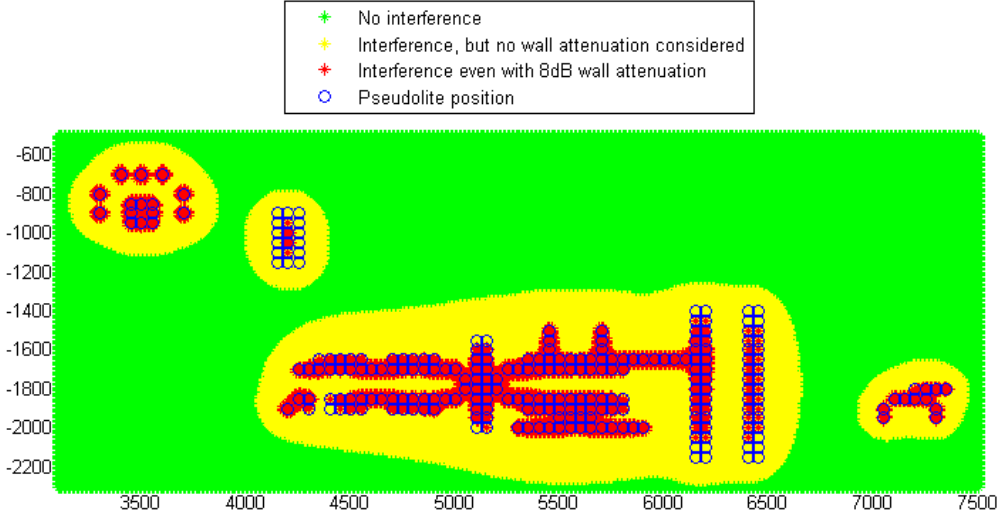 No interference
Interference, but no wall attenuation considered
Interference even with 8dB wall attenuation
Pseudolite position
-600
-800
-1000
-1200
-1400
-1600
-1800
-2000
-2200
3500 4000 4500 5000 5500 6000 6500 7000 7500